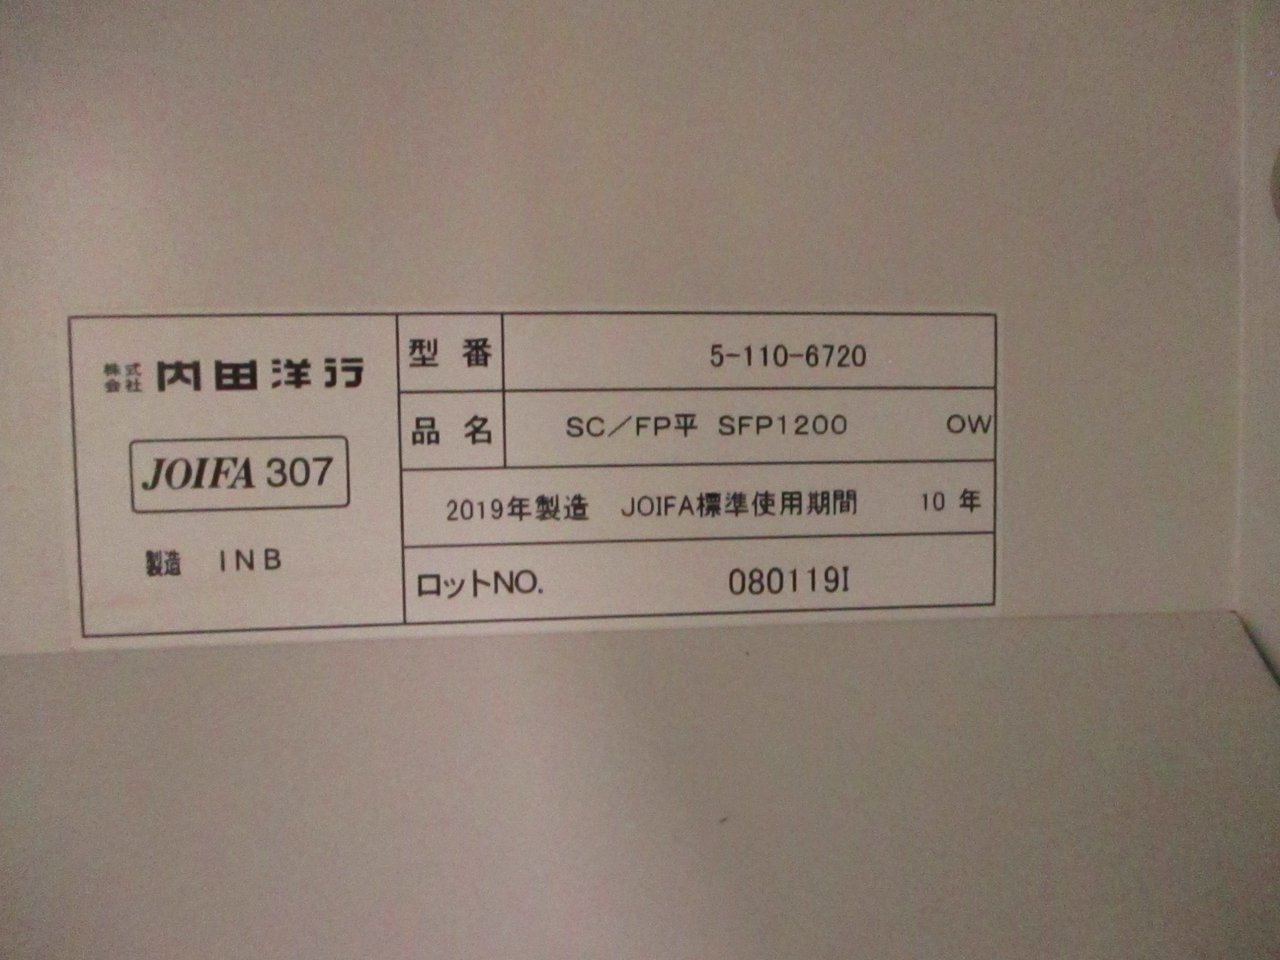 株式会社 内田洋行
JOIFA 307
製造 INB
型番 5-110-6720
品名 SC／FP平 SFP1200 OW
2019年製造 JOIFA標準使用期間 10年
ロットNO. 080119I